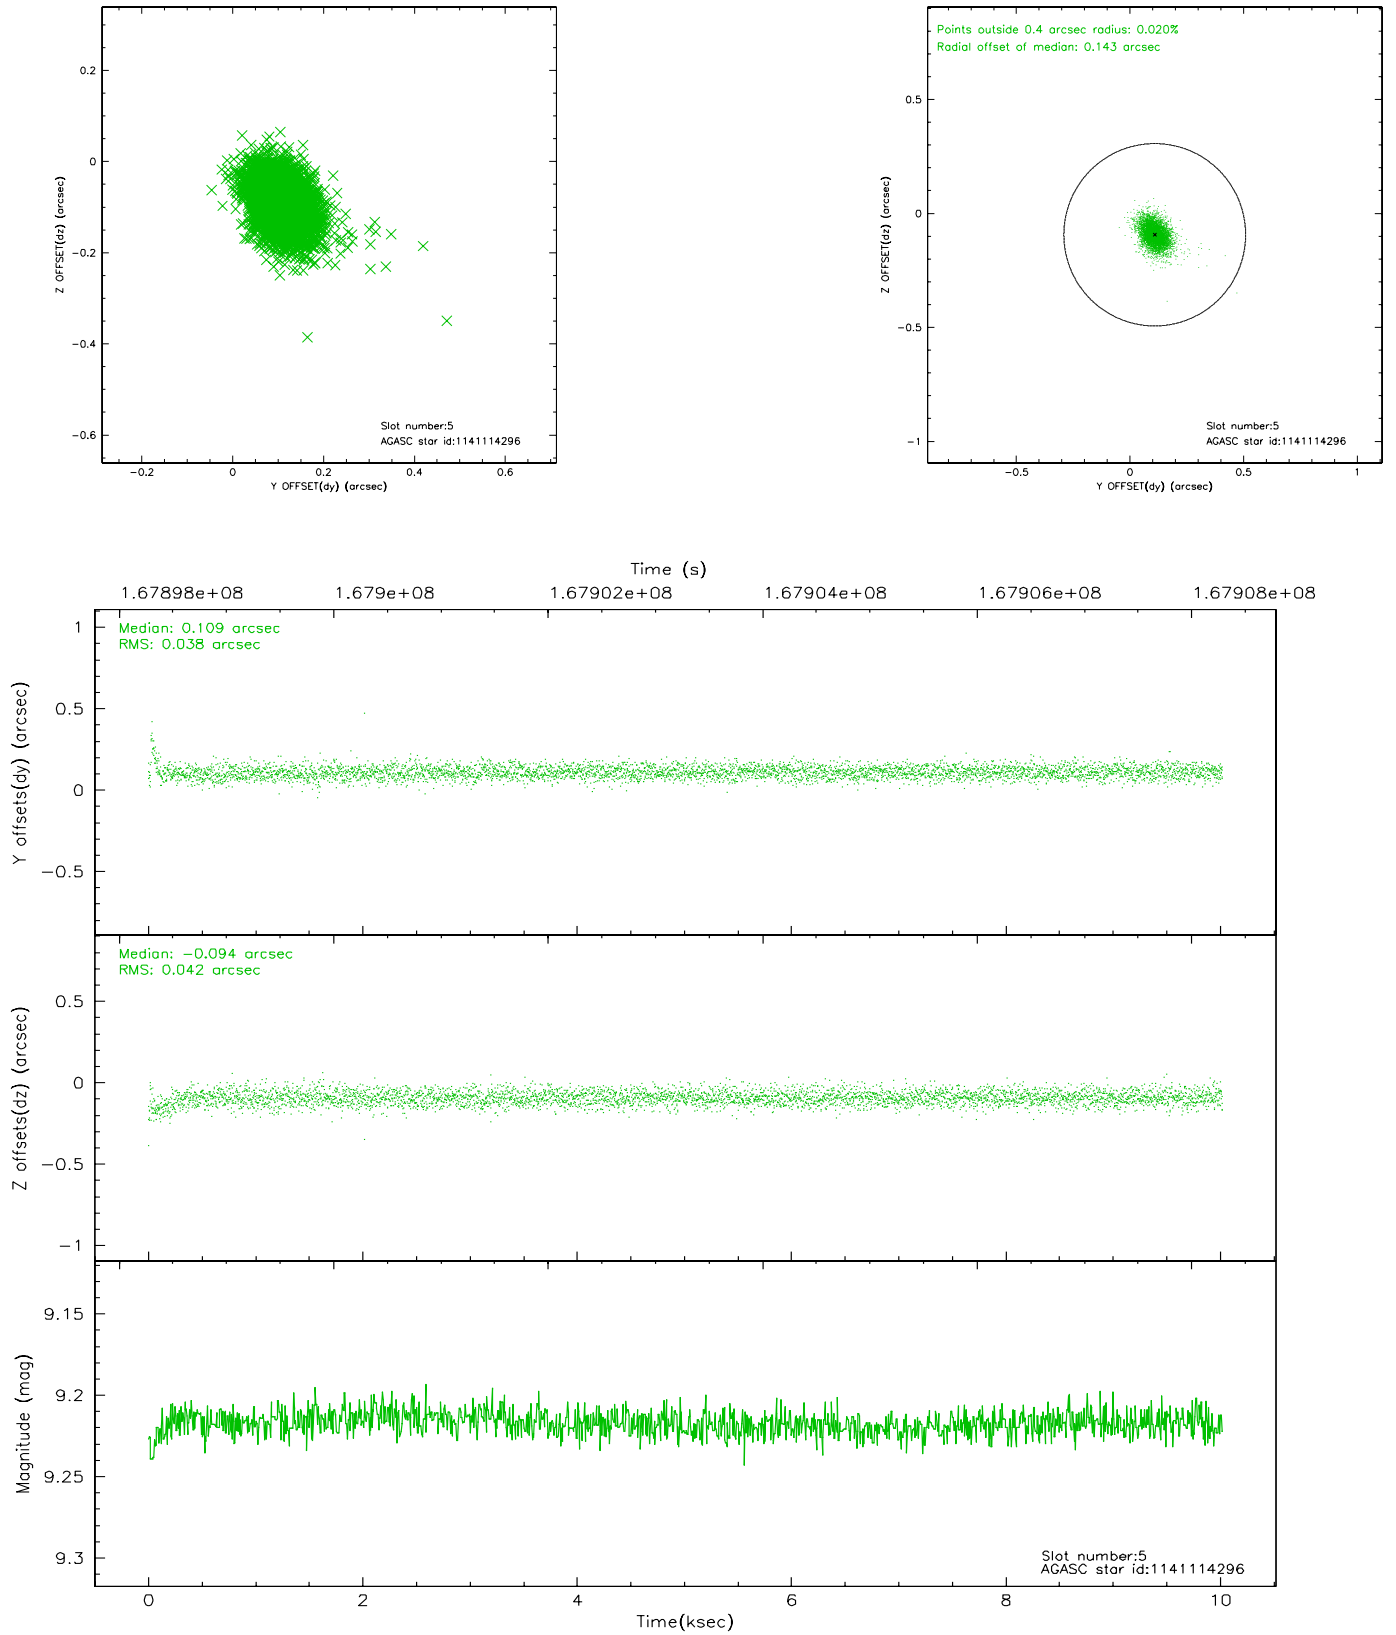 0.2
0
−0.2
−0.4
−0.6
Z OFFSET(dz) (arcsec)
Slot number:5
AGASC star id:1141114296
−0.2 0 0.2 0.4 0.6
Y OFFSET(dy) (arcsec)
Points outside 0.4 arcsec radius: 0.020%
Radial offset of median: 0.143 arcsec
0.5
0
−0.5
−1
Z OFFSET(dz) (arcsec)
Slot number:5
AGASC star id:1141114296
−0.5 0 0.5 1
Y OFFSET(dy) (arcsec)
Time (s)
1.67898e+08 1.679e+08 1.67902e+08 1.67904e+08 1.67906e+08 1.67908e+08
Median: 0.109 arcsec
RMS: 0.038 arcsec
1
0.5
0
−0.5
Y offsets(dy) (arcsec)
Median: −0.094 arcsec
RMS: 0.042 arcsec
0.5
0
−0.5
−1
Z offsets(dz) (arcsec)
9.15
9.2
9.25
9.3
Magnitude (mag)
Slot number:5
AGASC star id:1141114296
0 2 4 6 8 10
Time(ksec)